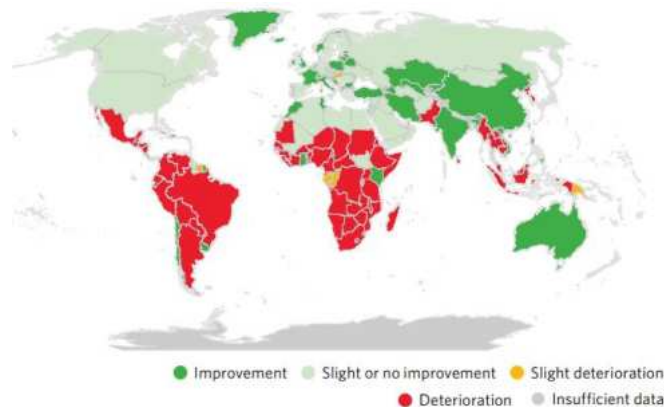 Improvement Slight or no improvement Slight deterioration
Deterioration Insufficient data